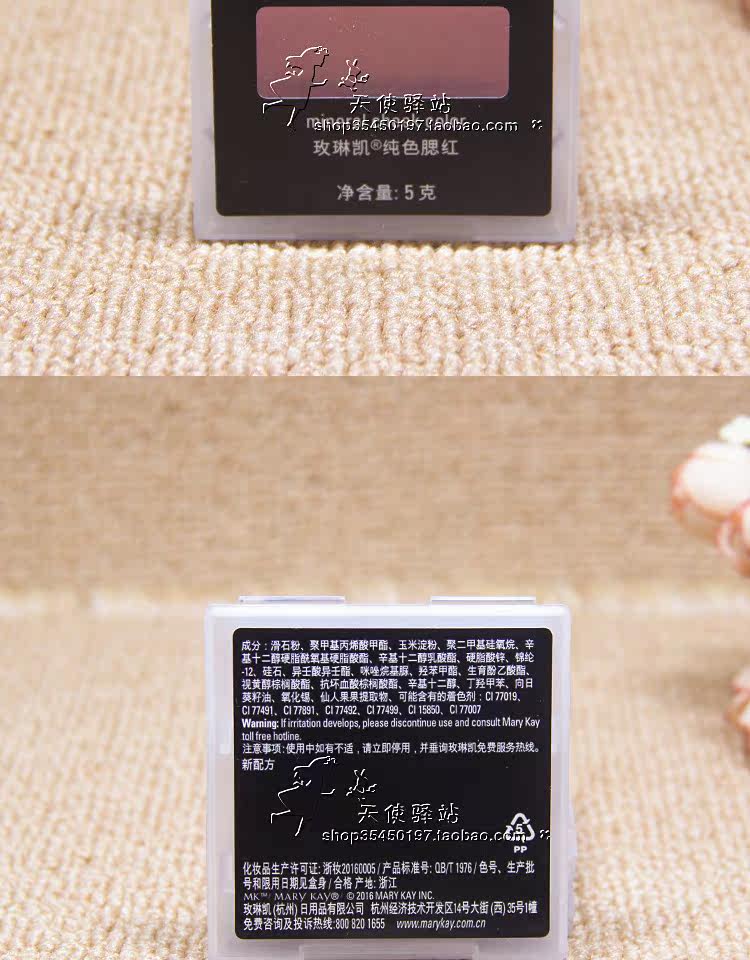 天使驿站
mineral cheek color
shop35450197.taobao.com
玫琳凯®纯色腮红
净含量: 5 克
成分：滑石粉、聚甲基丙烯酸甲酯、玉米淀粉、聚二甲基硅氧烷、辛
基十二醇硬脂酰氧基硬脂酸酯、辛基十二醇乳酸酯、硬脂酸锌、锦纶
-12、硅石、异壬酸异壬酯、咪唑烷基脲、羟苯甲酯、生育酚乙酸酯、
视黄醇棕榈酸酯、抗坏血酸棕榈酸酯、辛基十二醇、丁羟甲苯、向日
葵籽油、氧化锡、仙人果果提取物、可能含有的着色剂：CI 77019、
CI 77491、CI 77891、CI 77492、CI 77499、CI 15850、CI 77007
Warning: If irritation develops, please discontinue use and consult Mary Kay
toll free hotline.
注意事项:使用中如有不适，请立即停用，并垂询玫琳凯免费服务热线。
新配方
天使驿站
shop35450197.taobao.com
5
PP
化妆品生产许可证: 浙妆20160005 / 产品标准号: QB/T 1976 / 色号、生产批
号和限用日期见盒身 / 合格 产地: 浙江
MK™ MARY KAY® © 2016 MARY KAY INC.
玫琳凯 (杭州) 日用品有限公司 杭州经济技术开发区14号大街 (西) 35号1幢
免费咨询及投诉热线:800 820 1655 www.marykay.com.cn